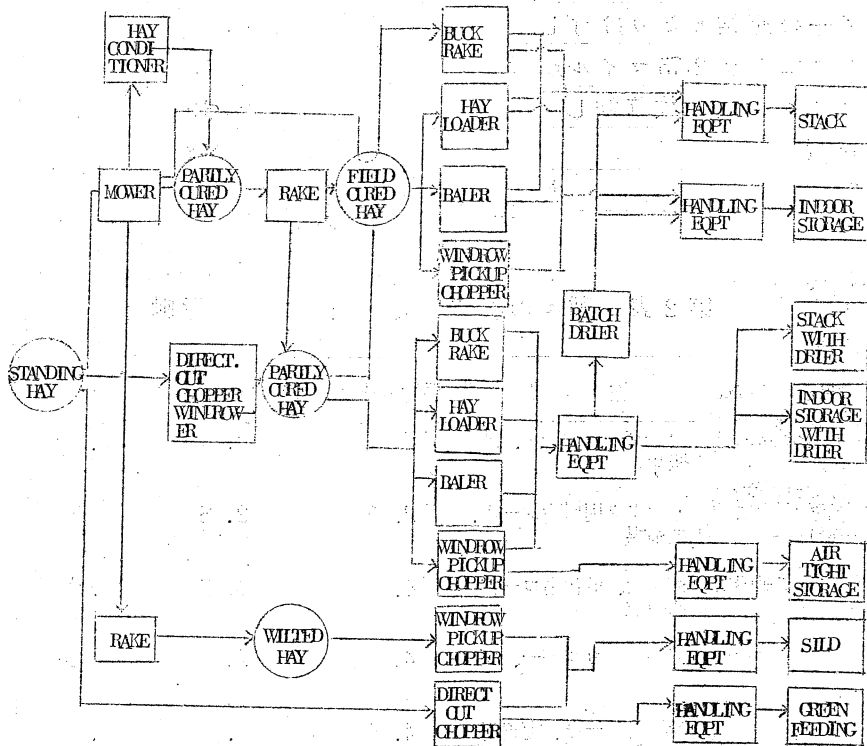 HAY
CONDI
TIONER
BUCK
RAKE
HAY
LOADER
HANDLING
EQPT
STACK
MOWER
PARTLY
CURED
HAY
RAKE
FIELD
CURED
HAY
BALER
HANDLING
EQPT
INDOOR
STORAGE
WINDROW
PICKUP
CHOPPER
BATCH
DRIER
STACK
WITH
DRIER
STANDING
HAY
DIRECT.
CUT
CHOPPER
WINDROW
ER
PARTLY
CURED
HAY
BUCK
RAKE
HAY
LOADER
HANDLING
EQPT
INDOOR
STORAGE
WITH
DRIER
BALER
WINDROW
PICKUP
CHOPPER
HANDLING
EQPT
AIR
TIGHT
STORAGE
RAKE
WILTED
HAY
WINDROW
PICKUP
CHOPPER
HANDLING
EQPT
SILD
DIRECT
CUT
CHOPPER
HANDLING
EQPT
GREEN
FEEDING